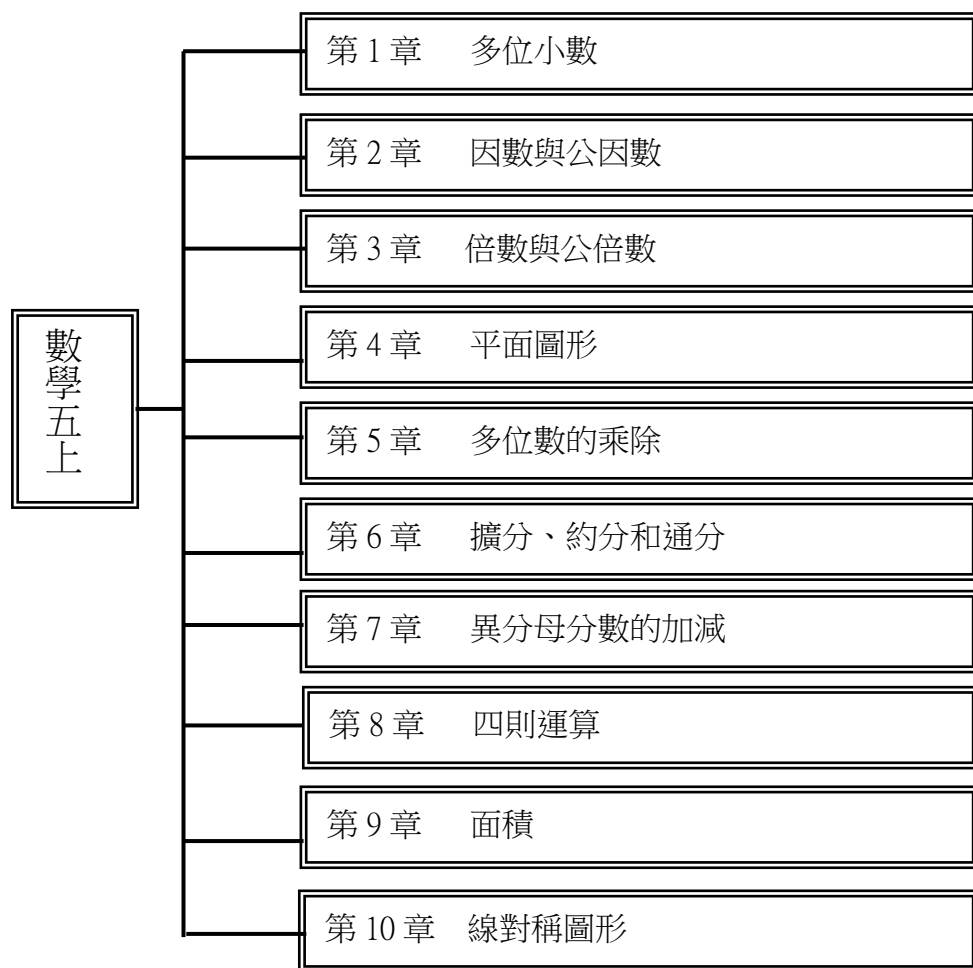 數學五上
第 1 章 多位小數
第 2 章 因數與公因數
第 3 章 倍數與公倍數
第 4 章 平面圖形
第 5 章 多位數的乘除
第 6 章 擴分、約分和通分
第 7 章 異分母分數的加減
第 8 章 四則運算
第 9 章 面積
第 10 章 線對稱圖形